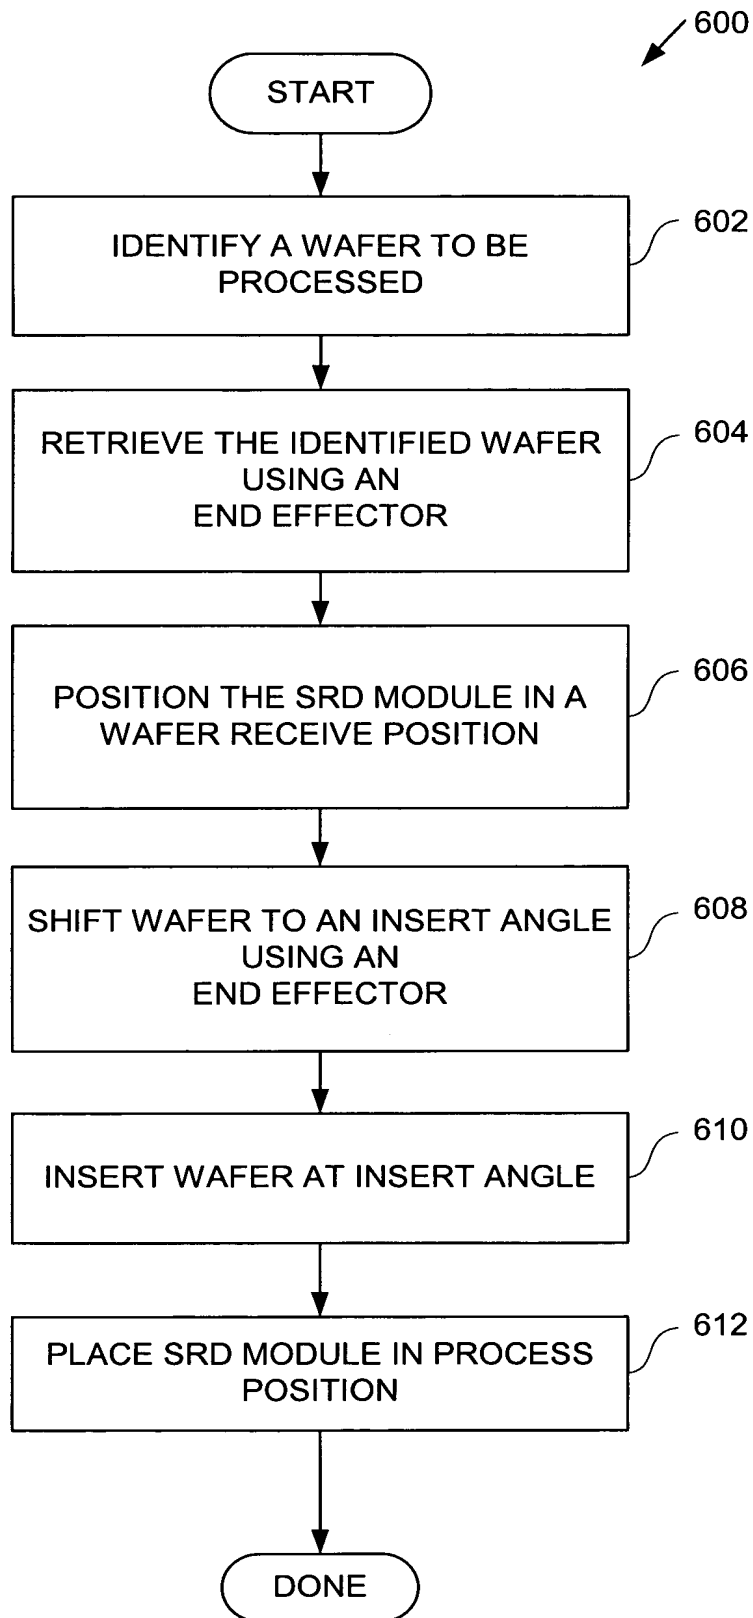 600
START
602
IDENTIFY A WAFER TO BE
PROCESSED
604
RETRIEVE THE IDENTIFIED WAFER
USING AN
END EFFECTOR
606
POSITION THE SRD MODULE IN A
WAFER RECEIVE POSITION
608
SHIFT WAFER TO AN INSERT ANGLE
USING AN
END EFFECTOR
610
INSERT WAFER AT INSERT ANGLE
612
PLACE SRD MODULE IN PROCESS
POSITION
DONE